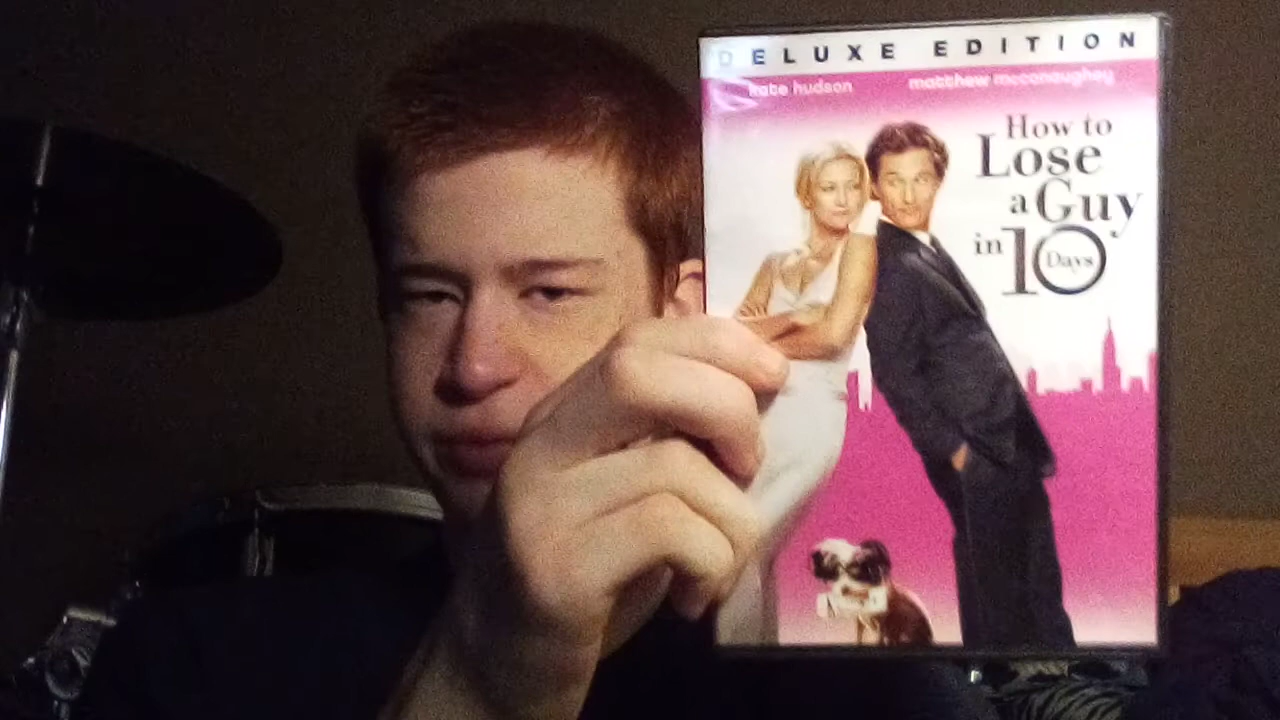 DELUXE EDITION
kate hudson matthew mcconaughey
How to
Lose
a Guy
in 10
Days